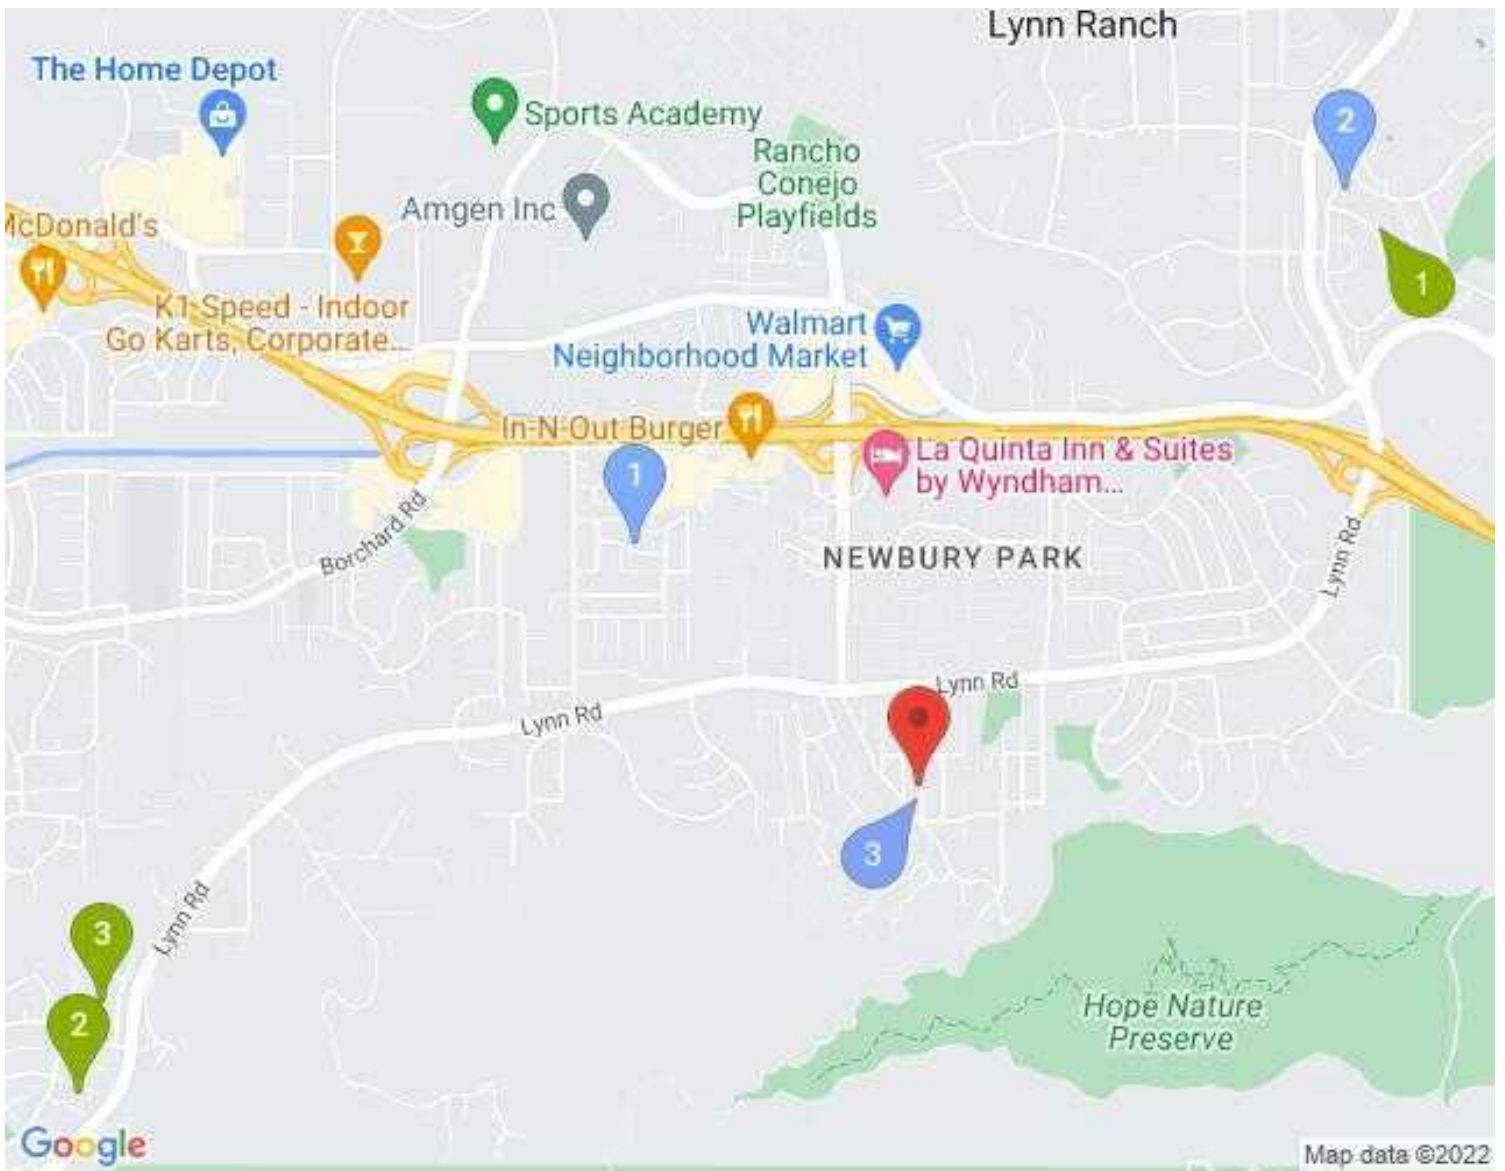 Lynn Ranch
The Home Depot
2
Sports Academy
Rancho
Conejo
Playfields
Amgen Inc
McDonald's
1
K1 Speed - Indoor
Go Karts, Corporate...
Walmart
Neighborhood Market
In-N-Out Burger
La Quinta Inn & Suites
by Wyndham...
1
Borchard Rd
NEWBURY PARK
Lynn Rd
Lynn Rd
Lynn Rd
3
Lynn Rd
3
2
Hope Nature
Preserve
Google
Map data ©2022